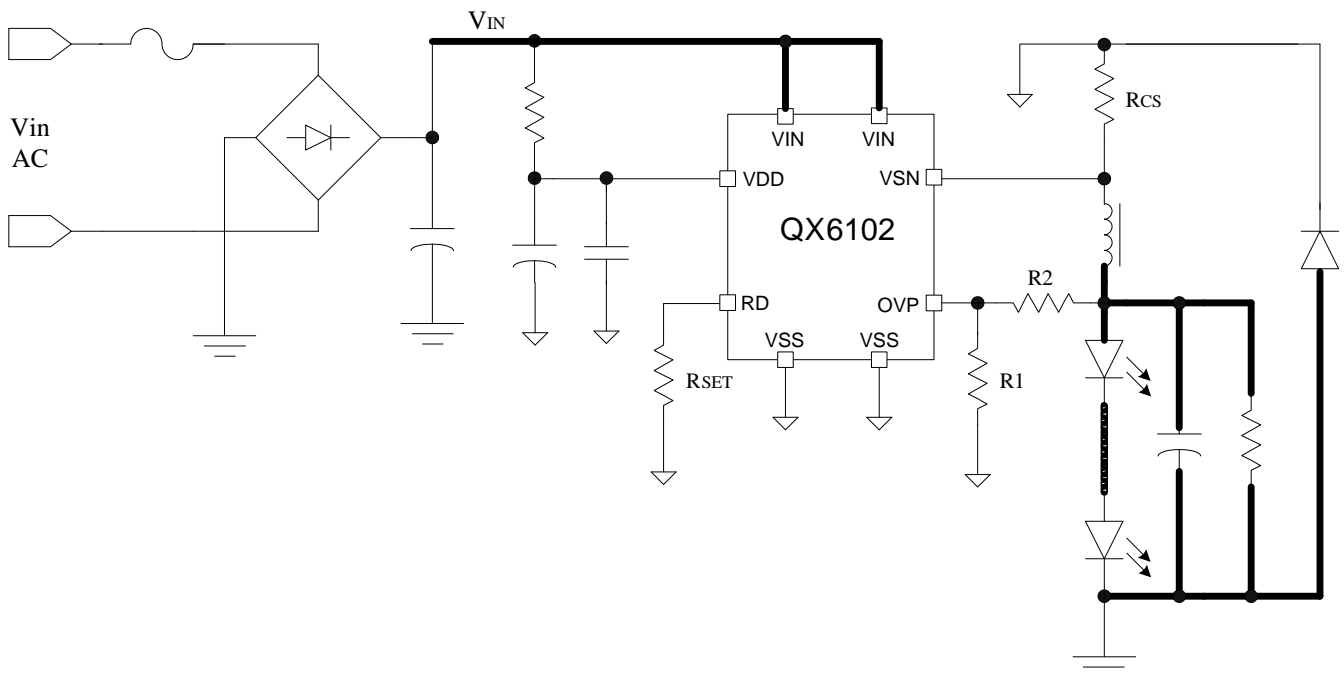 VIN
Vin
AC
VIN
VIN
RCS
VDD
VSN
QX6102
RD
OVP
R2
VSS
VSS
RSET
R1